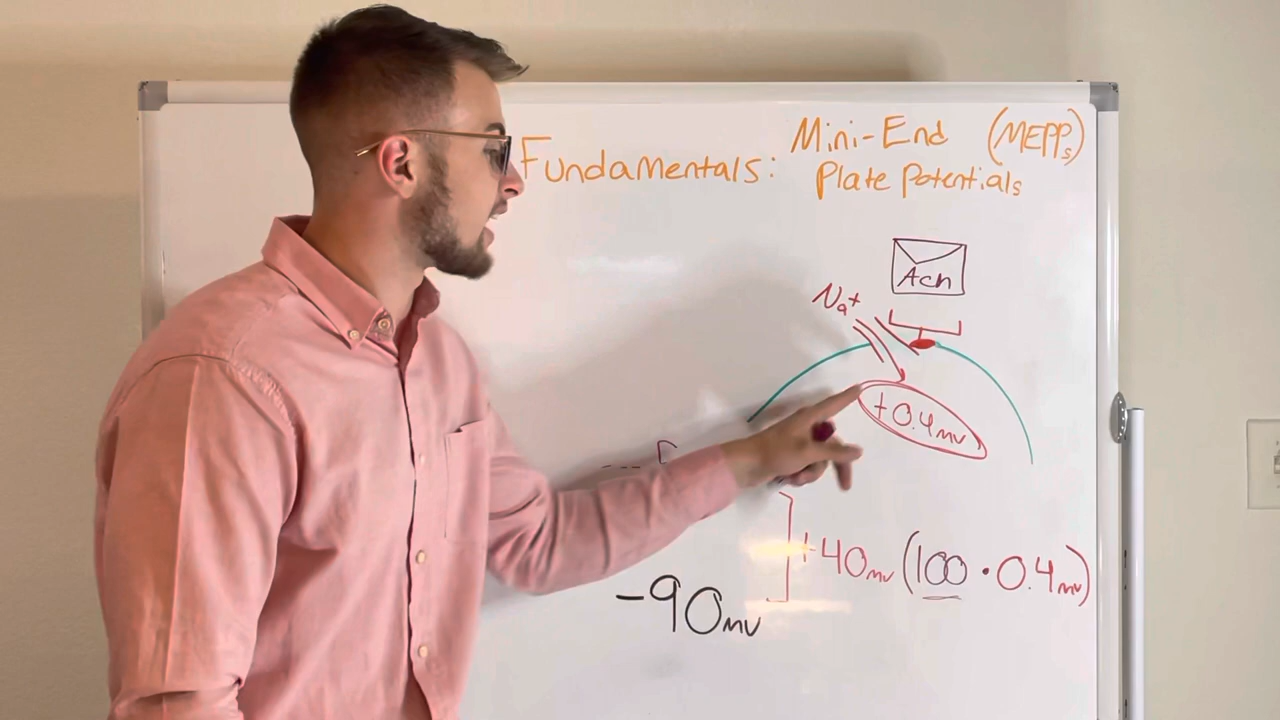 Fundamentals: Mini-End (MEPPs)
Plate Potentials
ACh
Na+
+0.4mv
+40mv (100 • 0.4mv)
-90mv